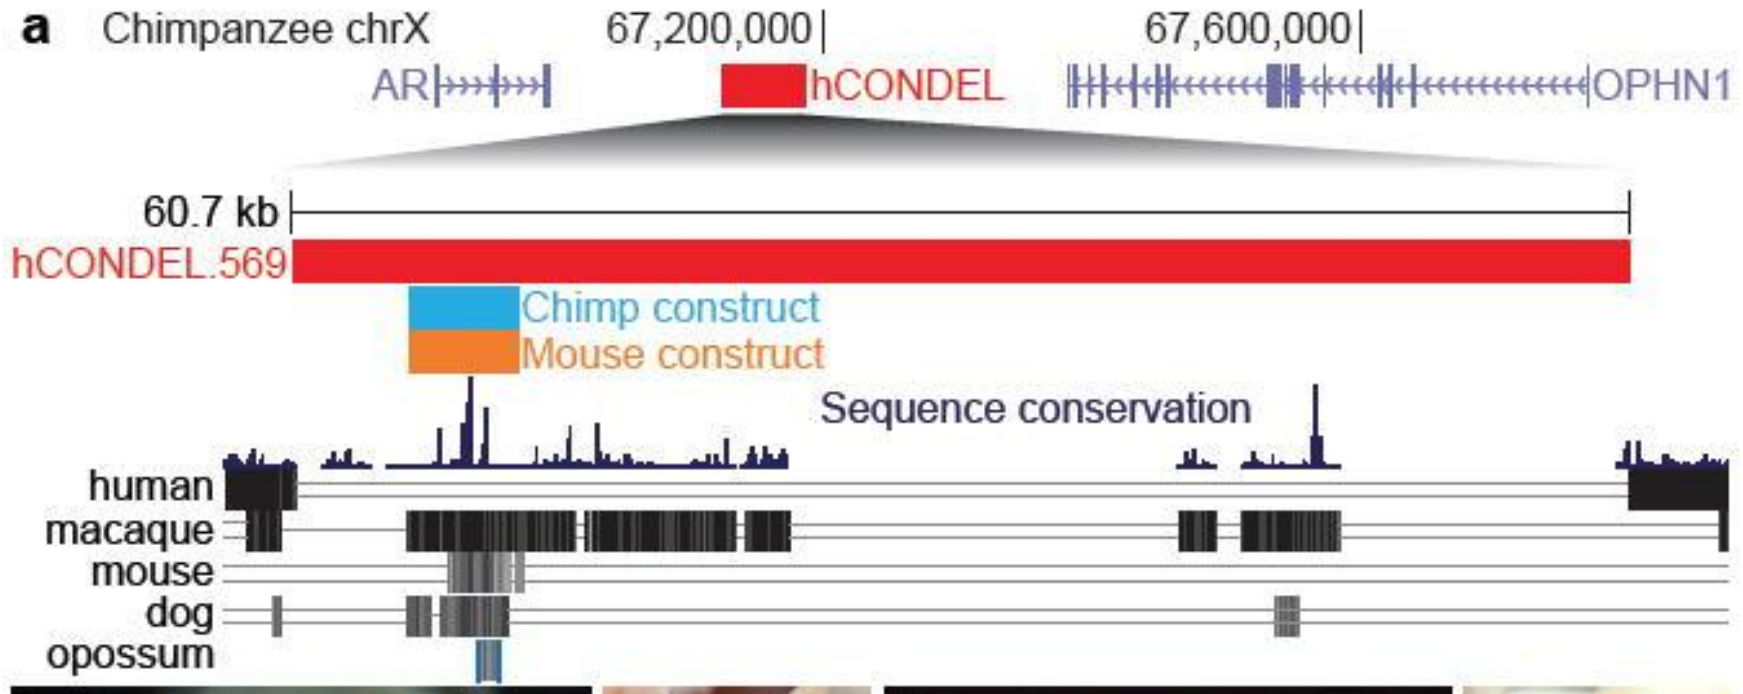 a Chimpanzee chrX 67,200,000 67,600,000
AR hCONDEL OPHN1
60.7 kb
hCONDEL.569
Chimp construct
Mouse construct
Sequence conservation
human
macaque
mouse
dog
opossum